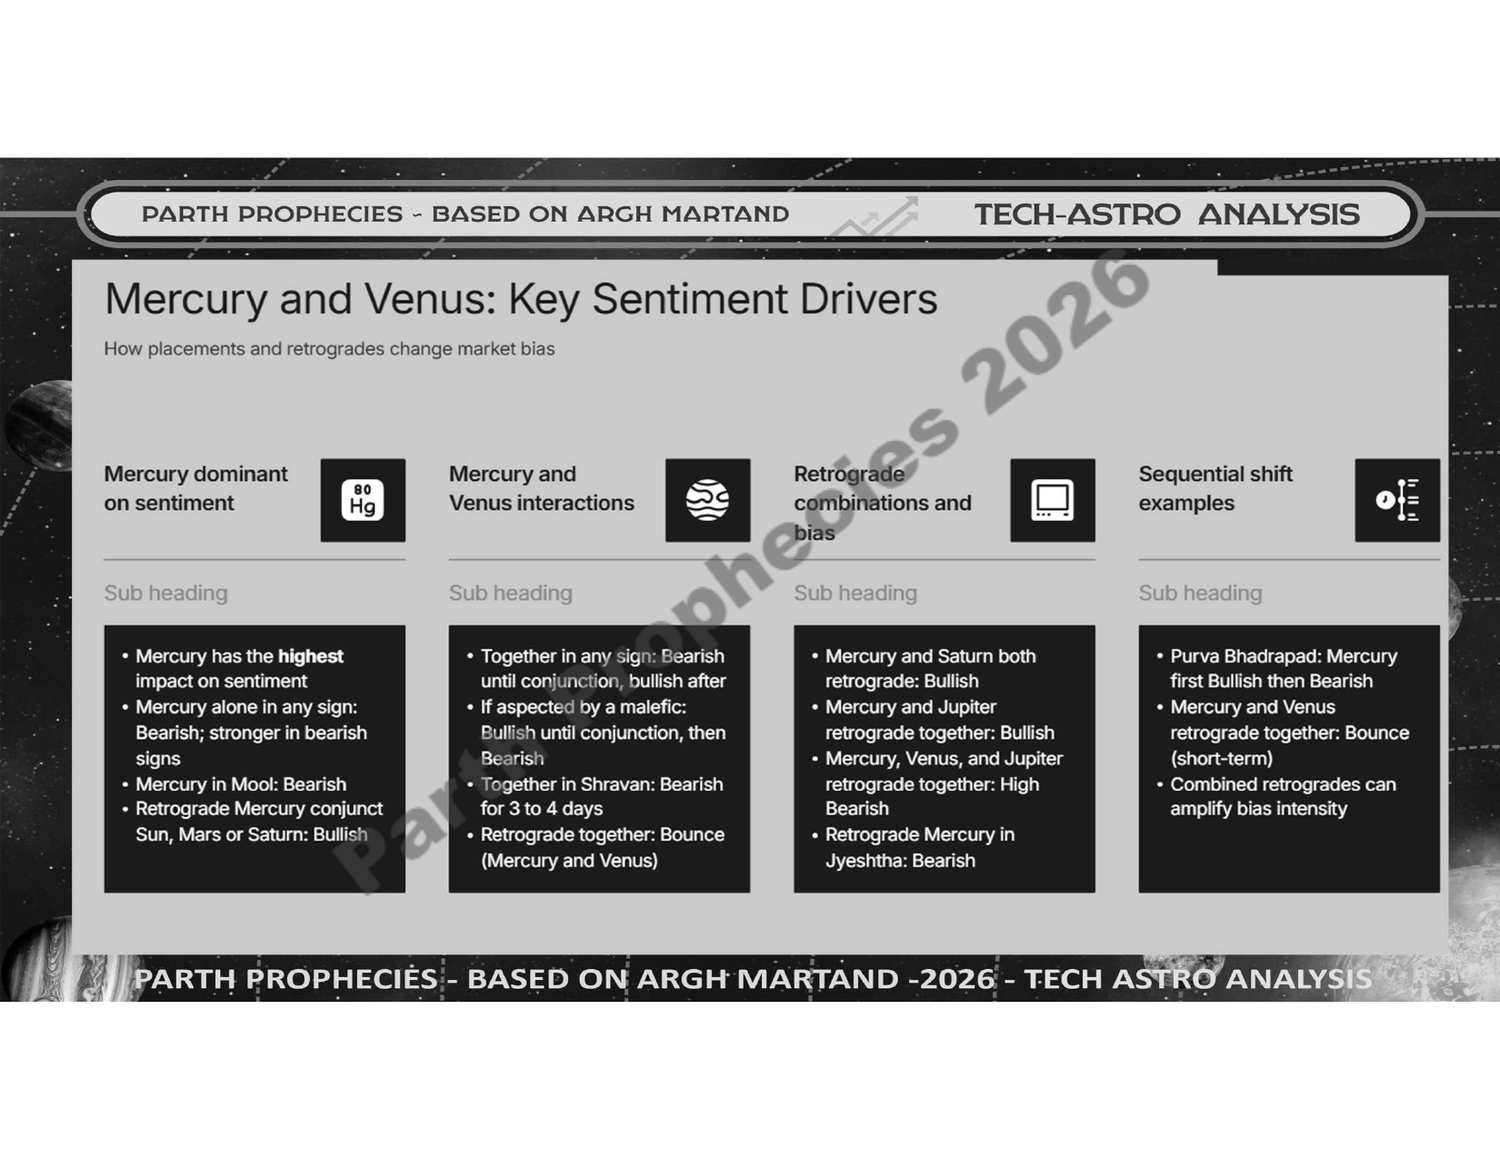 PARTH PROPHECIES - BASED ON ARGH MARTAND
TECH-ASTRO ANALYSIS
Mercury and Venus: Key Sentiment Drivers
How placements and retrogrades change market bias
Mercury dominant
on sentiment
80
Hg
Sub heading
• Mercury has the highest
impact on sentiment
• Mercury alone in any sign:
Bearish; stronger in bearish
signs
• Mercury in Mool: Bearish
• Retrograde Mercury conjunct
Sun, Mars or Saturn: Bullish
Mercury and
Venus interactions
Sub heading
• Together in any sign: Bearish
until conjunction, bullish after
• If aspected by a malefic:
Bullish until conjunction, then
Bearish
• Together in Shravan: Bearish
for 3 to 4 days
• Retrograde together: Bounce
(Mercury and Venus)
Retrograde
combinations and
bias
Sub heading
• Mercury and Saturn both
retrograde: Bullish
• Mercury and Jupiter
retrograde together: Bullish
• Mercury, Venus, and Jupiter
retrograde together: High
Bearish
• Retrograde Mercury in
Jyeshtha: Bearish
Sequential shift
examples
Sub heading
• Purva Bhadrapad: Mercury
first Bullish then Bearish
• Mercury and Venus
retrograde together: Bounce
(short-term)
• Combined retrogrades can
amplify bias intensity
Parth Prophecies 2026
PARTH PROPHECIES - BASED ON ARGH MARTAND -2026 - TECH ASTRO ANALYSIS